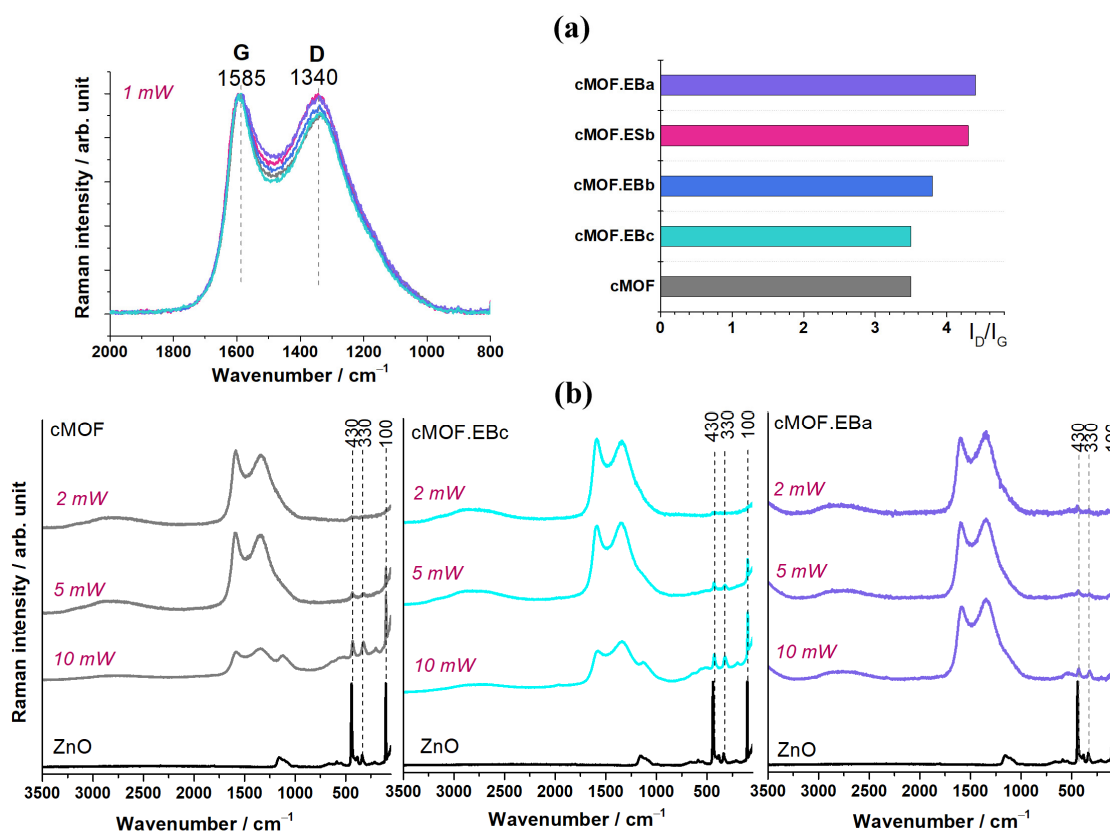 (a)
G
D
1585
1340
1 mW
Raman intensity / arb. unit
2000 1800 1600 1400 1200 1000 800
Wavenumber / cm⁻¹
cMOF.EBa
cMOF.ESb
cMOF.EBb
cMOF.EBc
cMOF
0 1 2 3 4
I_D/I_G
(b)
Raman intensity / arb. unit
cMOF
430
330
100
2 mW
5 mW
10 mW
ZnO
3500 3000 2500 2000 1500 1000 500
Wavenumber / cm⁻¹
cMOF.EBc
430
330
100
2 mW
5 mW
10 mW
ZnO
3500 3000 2500 2000 1500 1000 500
Wavenumber / cm⁻¹
cMOF.EBa
430
330
2 mW
5 mW
10 mW
ZnO
3500 3000 2500 2000 1500 1000 500
Wavenumber / cm⁻¹